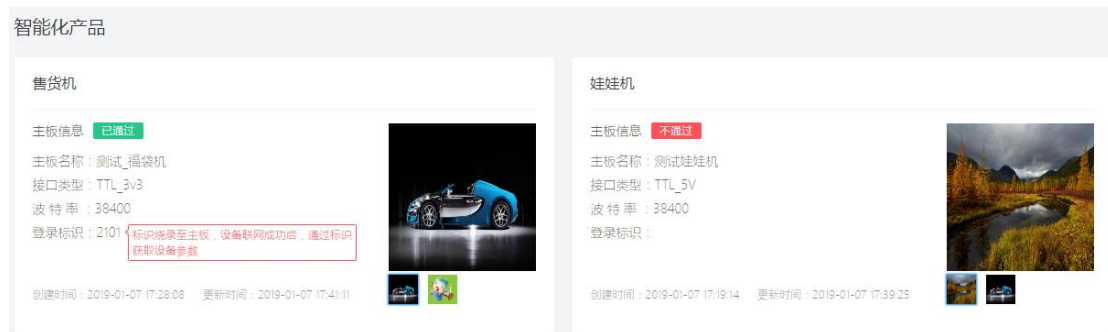 智能化产品
售货机
主板信息 已通过
主板名称：测试_福袋机
接口类型：TTL_3v3
波 特 率 ：38400
登录标识：2101
标识烧录至主板，设备联网成功后，通过标识
获取设备参数
创建时间：2019-01-07 17:28:08 更新时间：2019-01-07 17:41:11
娃娃机
主板信息 不通过
主板名称：测试娃娃机
接口类型：TTL_5V
波 特 率 ：38400
登录标识：
创建时间：2019-01-07 17:19:14 更新时间：2019-01-07 17:39:25